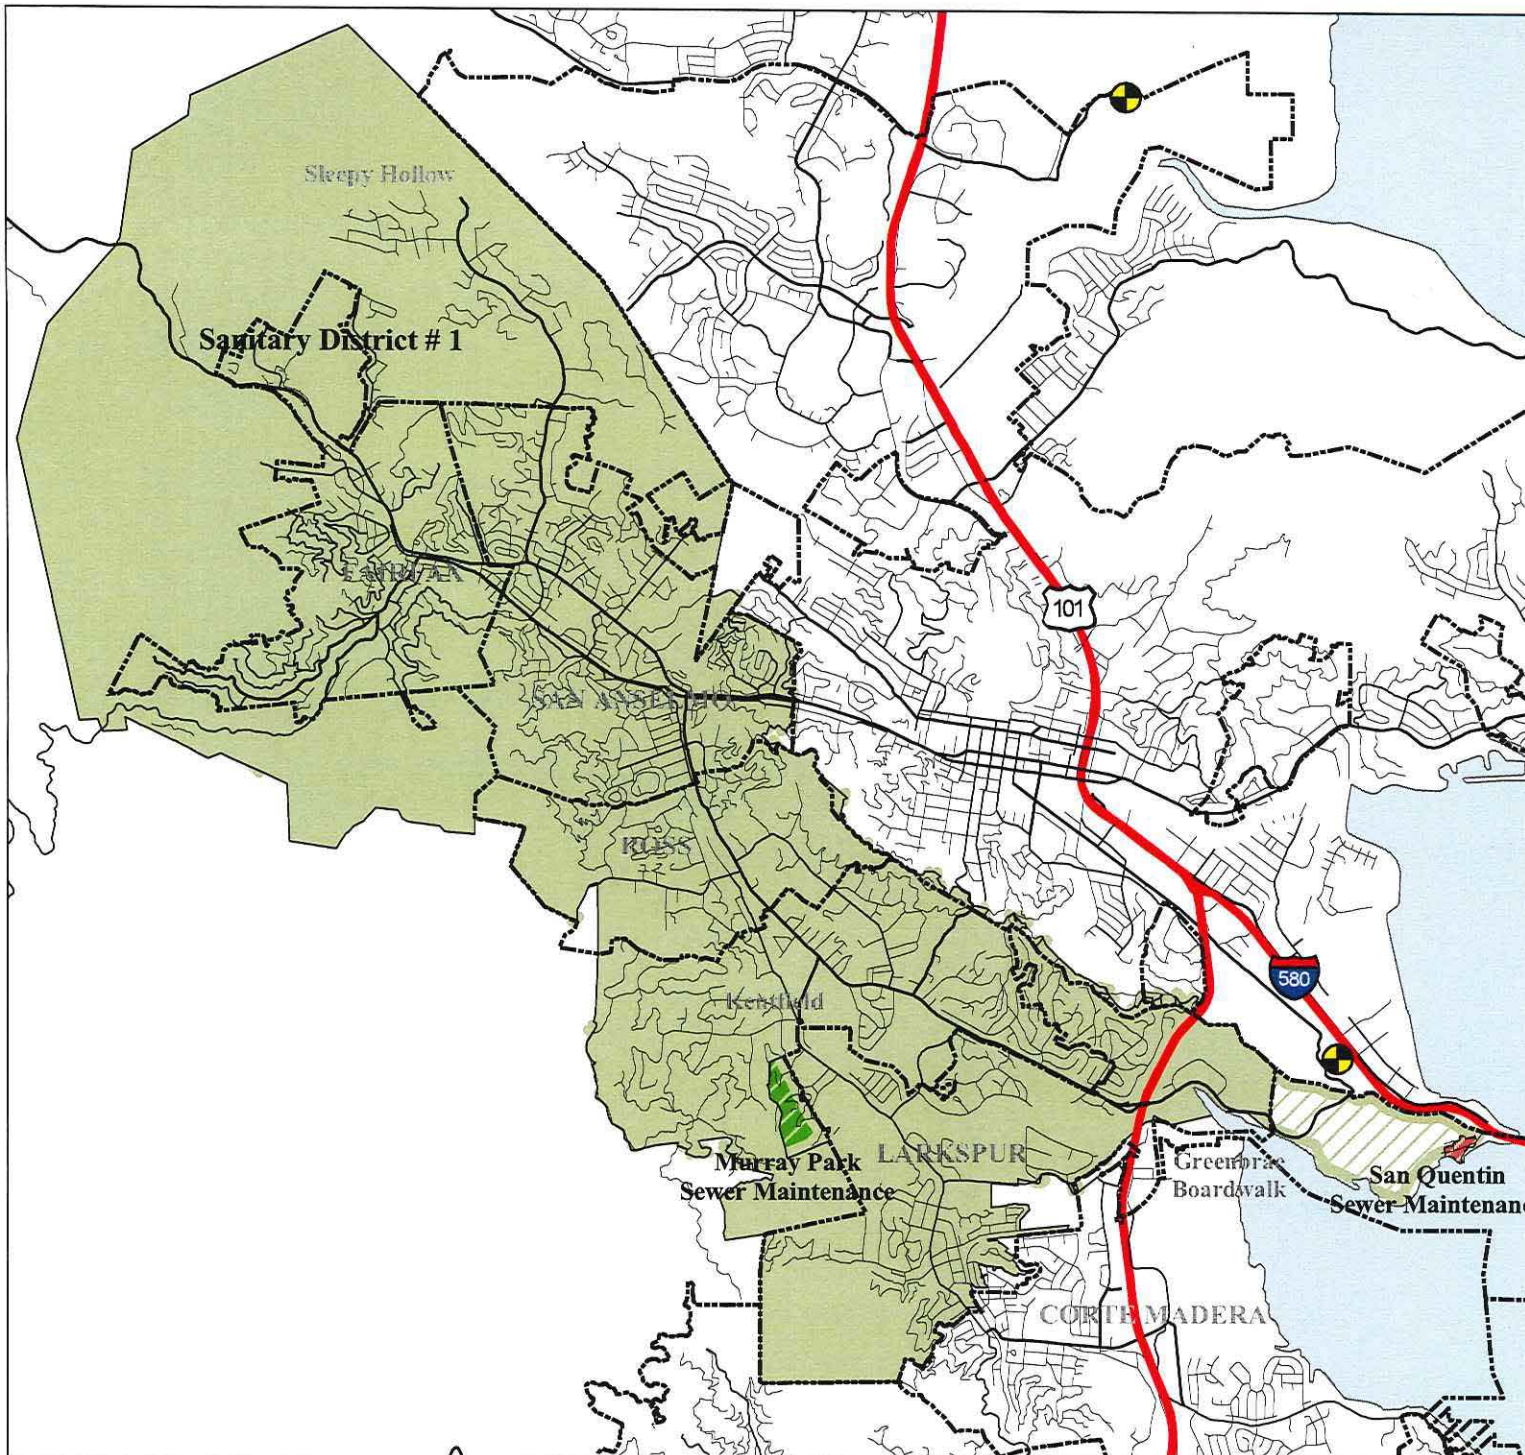 Sleepy Hollow
Sanitary District # 1
FAIRFAX
101
SAN ANSELMO
ROSS
580
Kentfield
Murray Park
Sewer Maintenance
LARKSPUR
Greenbrae
Boardwalk
San Quentin
Sewer Maintenanc
CORTE MADERA